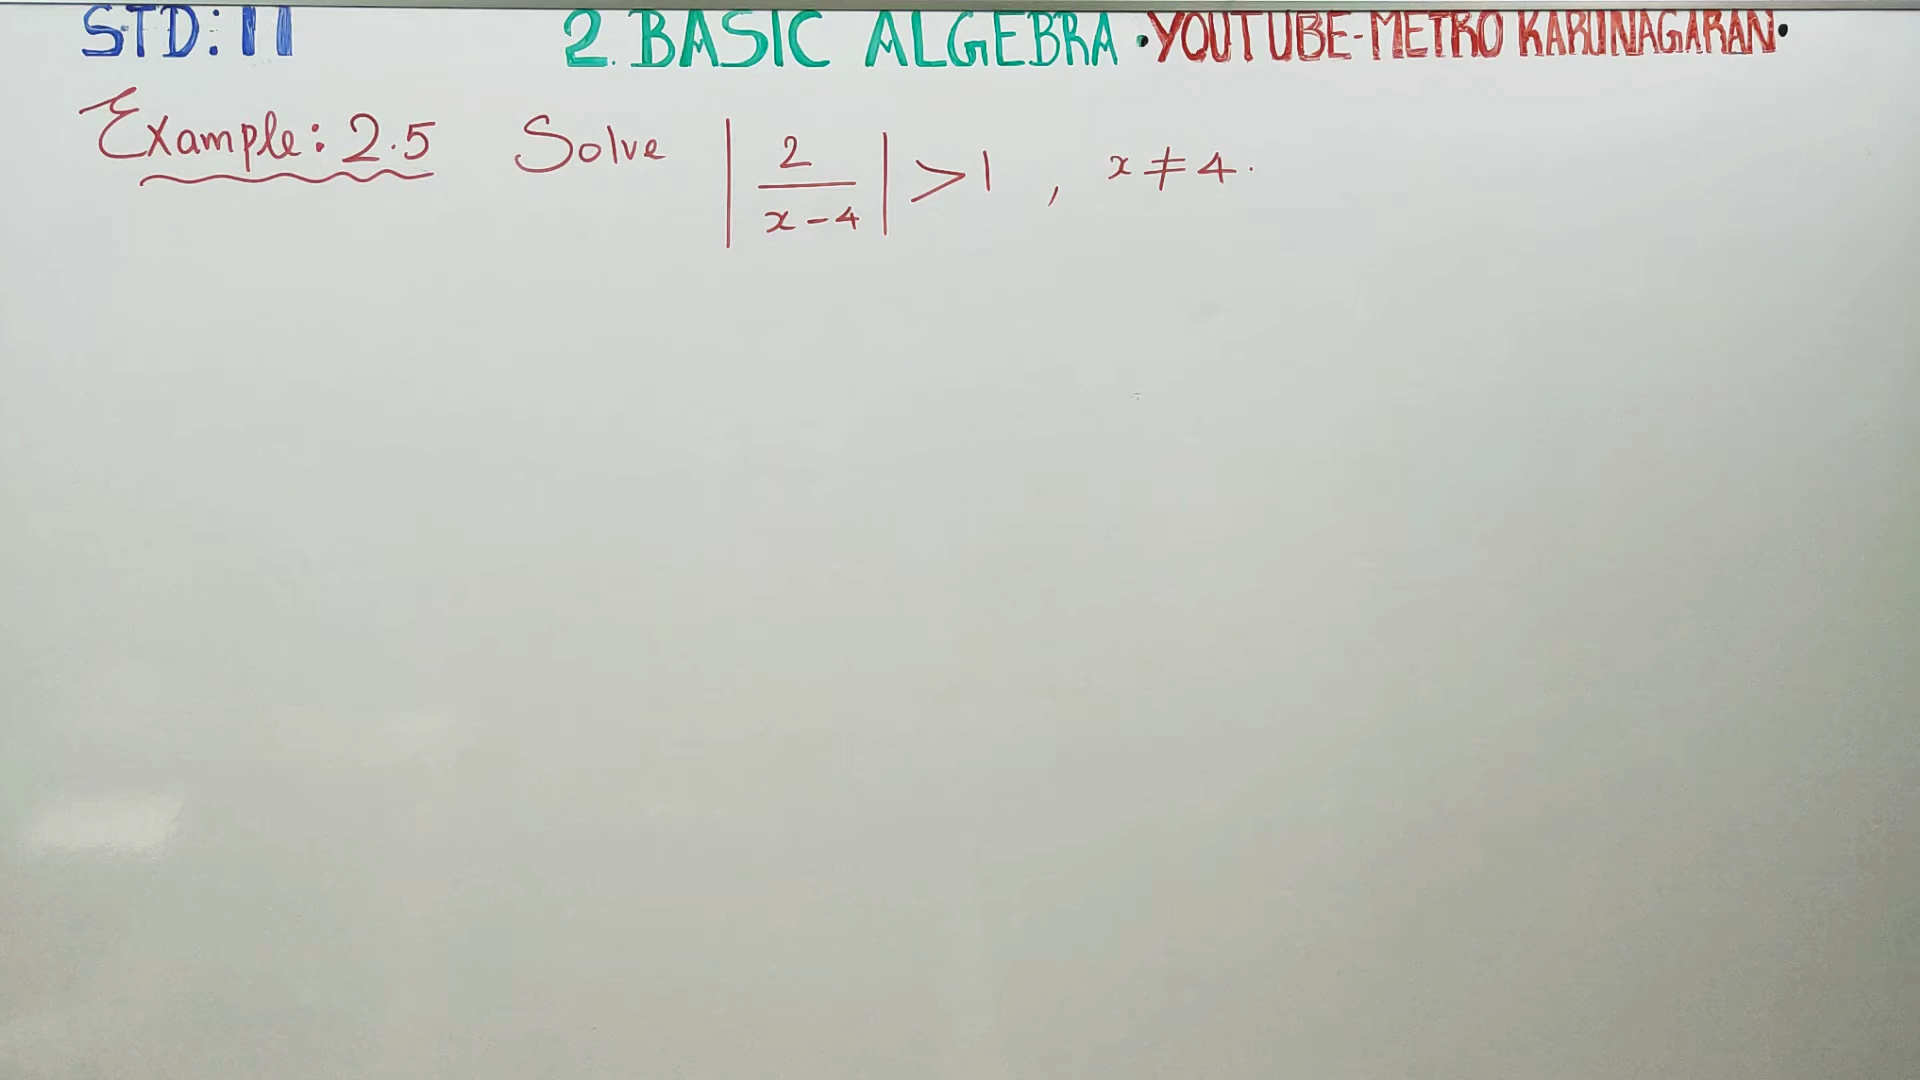 STD: 11 2. BASIC ALGEBRA • YOUTUBE-METRO KARUNAGARAN •
Example: 2.5 Solve |2/(x-4)| > 1, x ≠ 4.